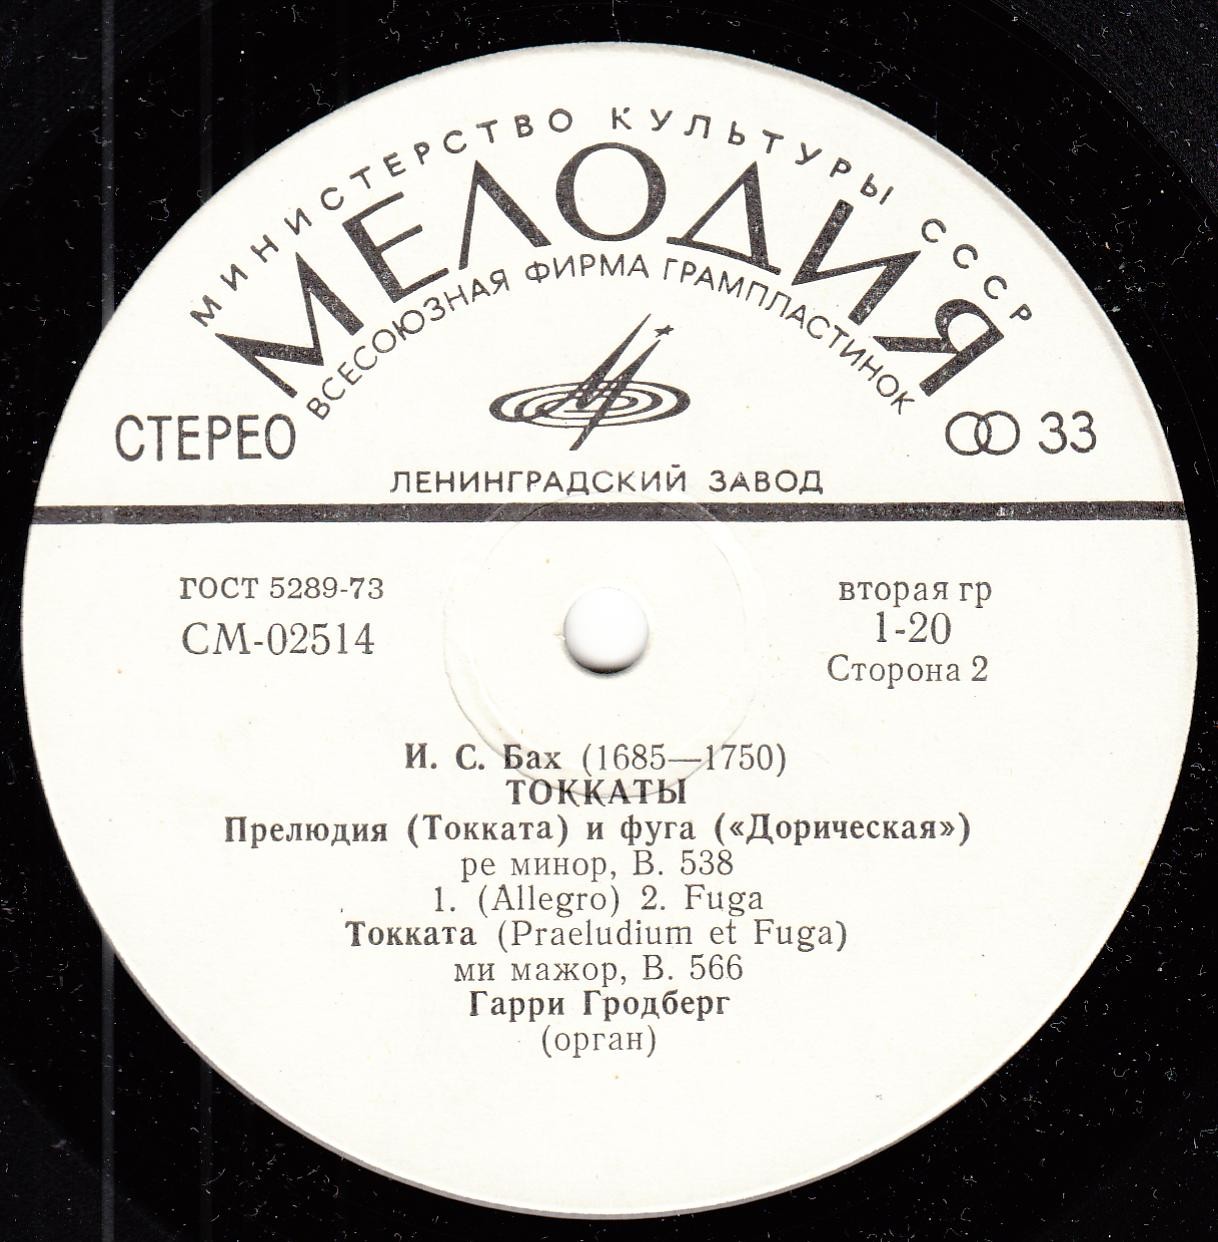 МИНИСТЕРСТВО КУЛЬТУРЫ СССР
МЕЛОДИЯ
ВСЕСОЮЗНАЯ ФИРМА ГРАМПЛАСТИНОК
СТЕРЕО
33
ЛЕНИНГРАДСКИЙ ЗАВОД
ГОСТ 5289-73
СМ-02514
вторая гр
1-20
Сторона 2
И. С. Бах (1685—1750)
ТОККАТЫ
Прелюдия (Токката) и фуга («Дорическая»)
ре минор, В. 538
1. (Allegro) 2. Fuga
Токката (Praeludium et Fuga)
ми мажор, В. 566
Гарри Гродберг
(орган)